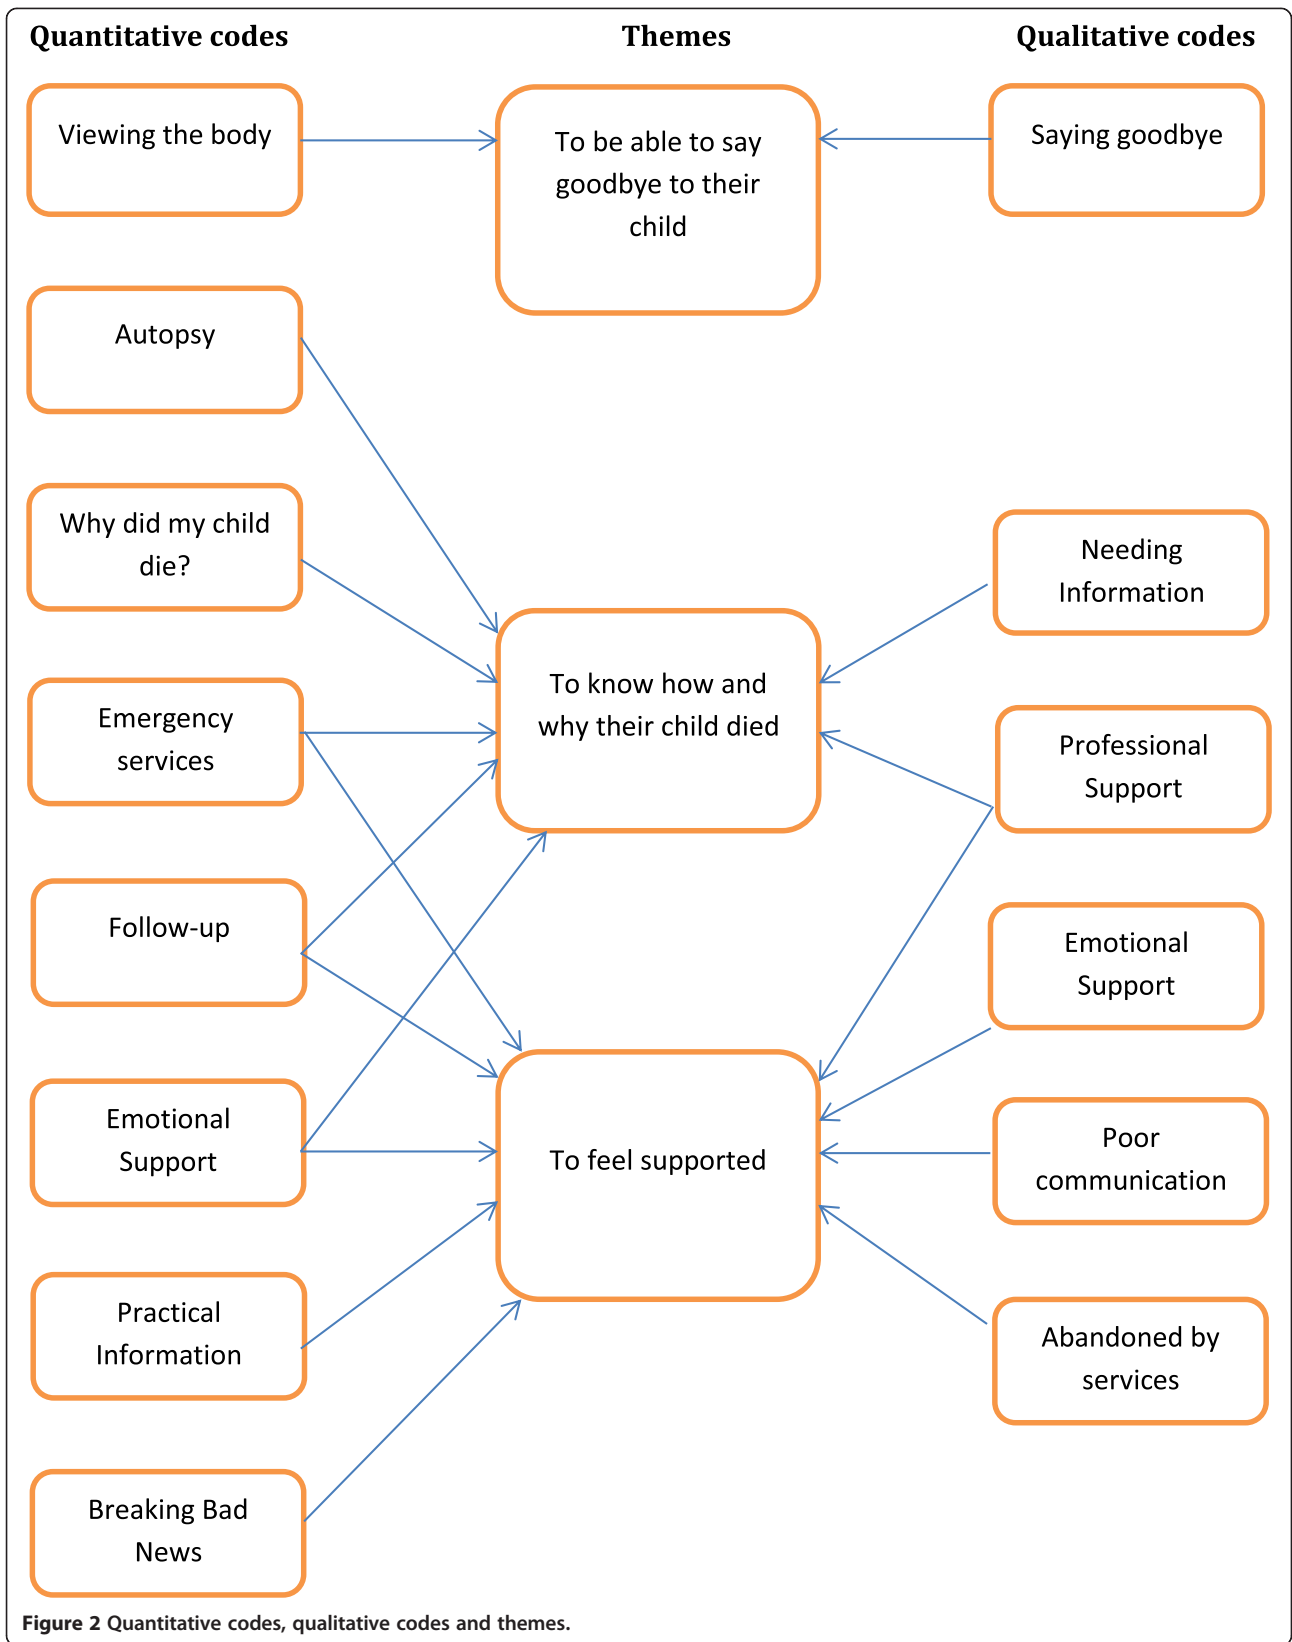 Quantitative codes
Themes
Qualitative codes
Viewing the body
To be able to say
goodbye to their
child
Saying goodbye
Autopsy
Why did my child
die?
Needing
Information
Emergency
services
To know how and
why their child died
Professional
Support
Follow-up
Emotional
Support
Emotional
Support
To feel supported
Poor
communication
Practical
Information
Abandoned by
services
Breaking Bad
News
Figure 2 Quantitative codes, qualitative codes and themes.